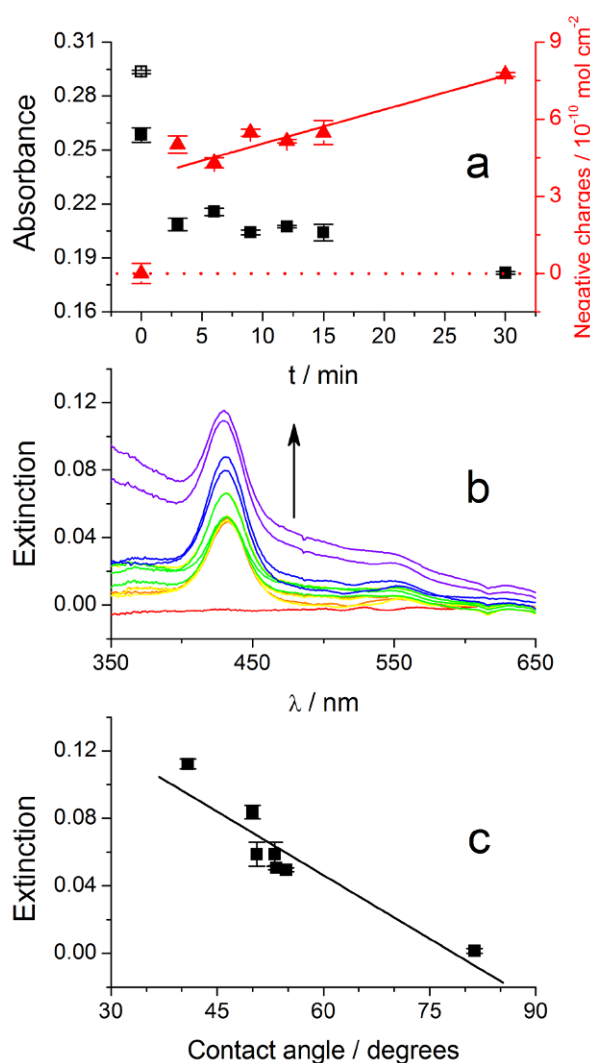 0.31
0.28
0.25
0.22
0.19
0.16
Absorbance
9
6
3
0
Negative charges / 10⁻¹⁰ mol cm⁻²
a
0 5 10 15 20 25 30
t / min
0.12
0.08
0.04
0.00
Extinction
b
350 450 550 650
λ / nm
0.12
0.08
0.04
0.00
Extinction
c
30 45 60 75 90
Contact angle / degrees